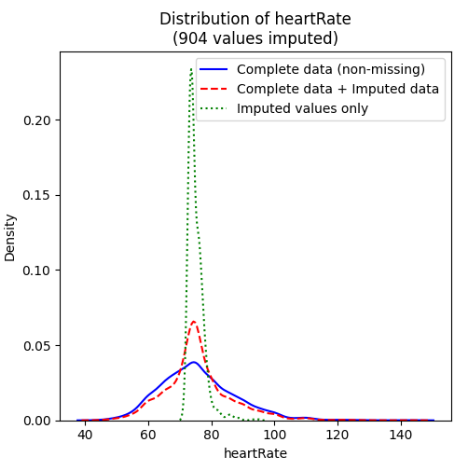 Distribution of heartRate
(904 values imputed)
Complete data (non-missing)
Complete data + Imputed data
Imputed values only
Density
0.20
0.15
0.10
0.05
0.00
40 60 80 100 120 140
heartRate